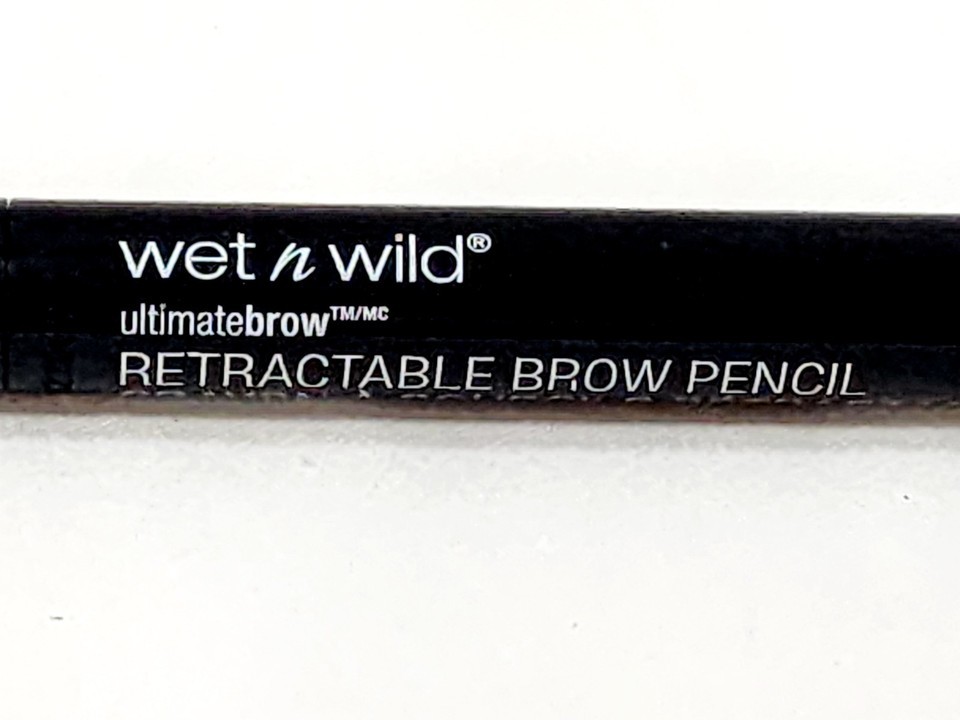 wet n wild®
ultimatebrow™/MC
RETRACTABLE BROW PENCIL